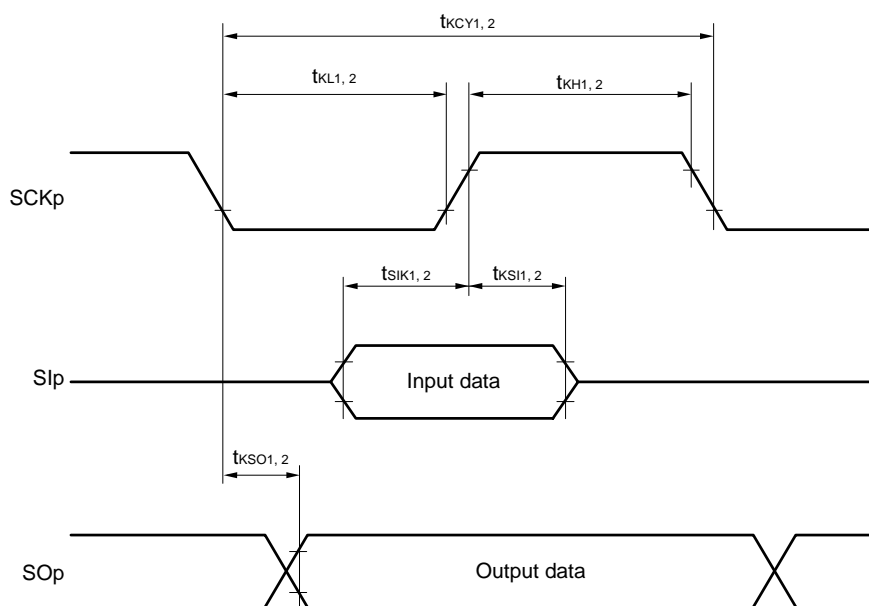 tKCY1, 2
tKL1, 2
tKH1, 2
SCKp
tSIK1, 2
tKSI1, 2
SIp
Input data
tKSO1, 2
SOp
Output data